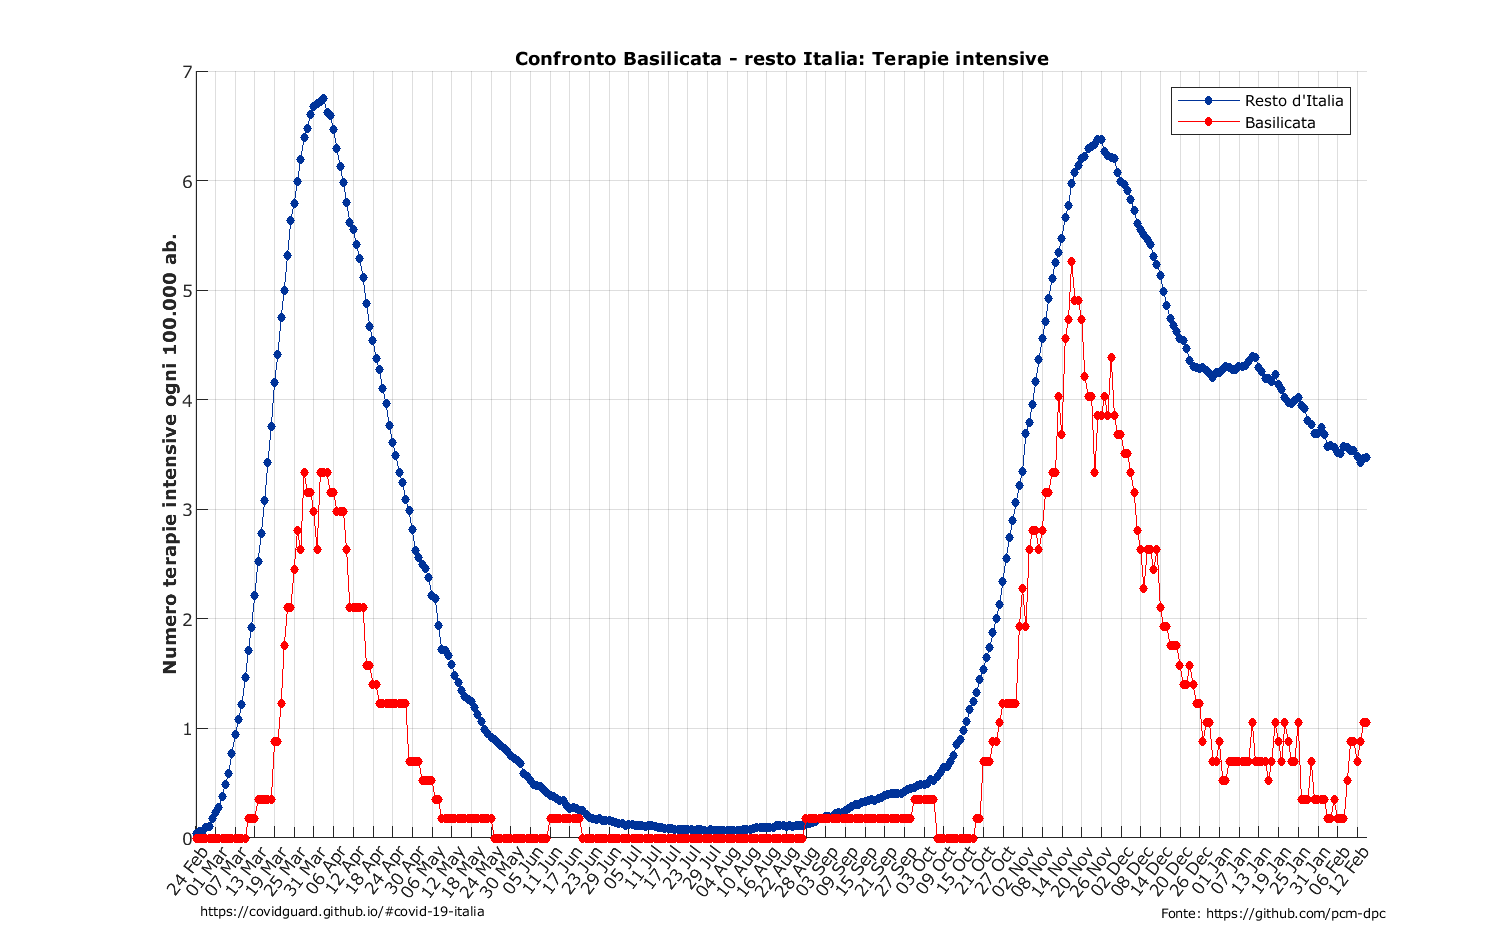 Confronto Basilicata - resto Italia: Terapie intensive
Resto d'Italia
Basilicata
Numero terapie intensive ogni 100.000 ab.
7
6
5
4
3
2
1
0
24 Feb
01 Mar
07 Mar
13 Mar
19 Mar
25 Mar
31 Mar
06 Apr
12 Apr
18 Apr
24 Apr
30 Apr
06 May
12 May
18 May
24 May
30 May
05 Jun
11 Jun
17 Jun
23 Jun
29 Jun
05 Jul
11 Jul
17 Jul
23 Jul
29 Jul
04 Aug
10 Aug
16 Aug
22 Aug
28 Aug
03 Sep
09 Sep
15 Sep
21 Sep
27 Sep
03 Oct
09 Oct
15 Oct
21 Oct
27 Oct
02 Nov
08 Nov
14 Nov
20 Nov
26 Nov
02 Dec
08 Dec
14 Dec
20 Dec
26 Dec
01 Jan
07 Jan
13 Jan
19 Jan
25 Jan
31 Jan
06 Feb
12 Feb
https://covidguard.github.io/#covid-19-italia
Fonte: https://github.com/pcm-dpc